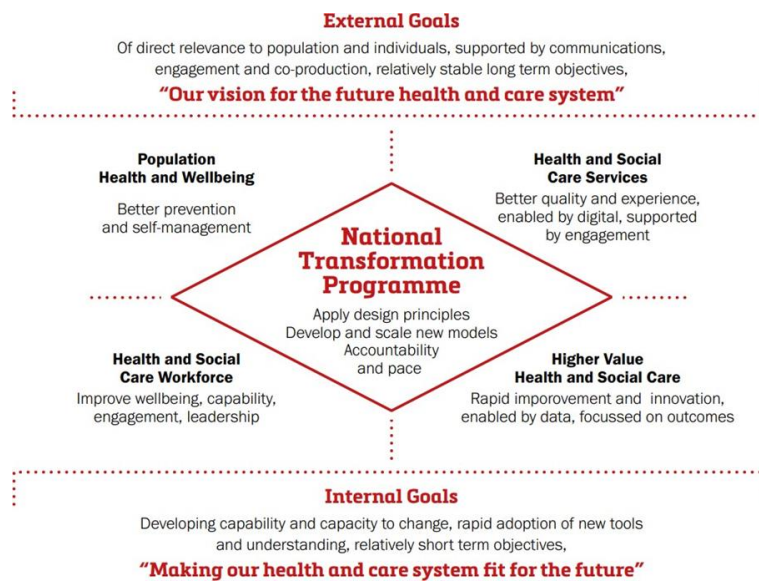 External Goals
Of direct relevance to population and individuals, supported by communications,
engagement and co-production, relatively stable long term objectives,
“Our vision for the future health and care system”
Population
Health and Wellbeing
Better prevention
and self-management
Health and Social
Care Services
Better quality and experience,
enabled by digital, supported
by engagement
National
Transformation
Programme
Apply design principles
Develop and scale new models
Accountability
and pace
Health and Social
Care Workforce
Improve wellbeing, capability,
engagement, leadership
Higher Value
Health and Social Care
Rapid imporovement and innovation,
enabled by data, focussed on outcomes
Internal Goals
Developing capability and capacity to change, rapid adoption of new tools
and understanding, relatively short term objectives,
“Making our health and care system fit for the future”